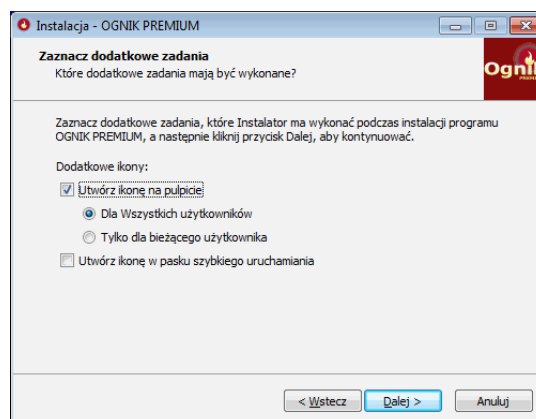 Instalacja - OGNIK PREMIUM
Zaznacz dodatkowe zadania
Które dodatkowe zadania mają być wykonane?
Zaznacz dodatkowe zadania, które Instalator ma wykonać podczas instalacji programu
OGNIK PREMIUM, a następnie kliknij przycisk Dalej, aby kontynuować.
Dodatkowe ikony:
Utwórz ikonę na pulpicie
Dla Wszystkich użytkowników
Tylko dla bieżącego użytkownika
Utwórz ikonę w pasku szybkiego uruchamiania
< Wstecz
Dalej >
Anuluj